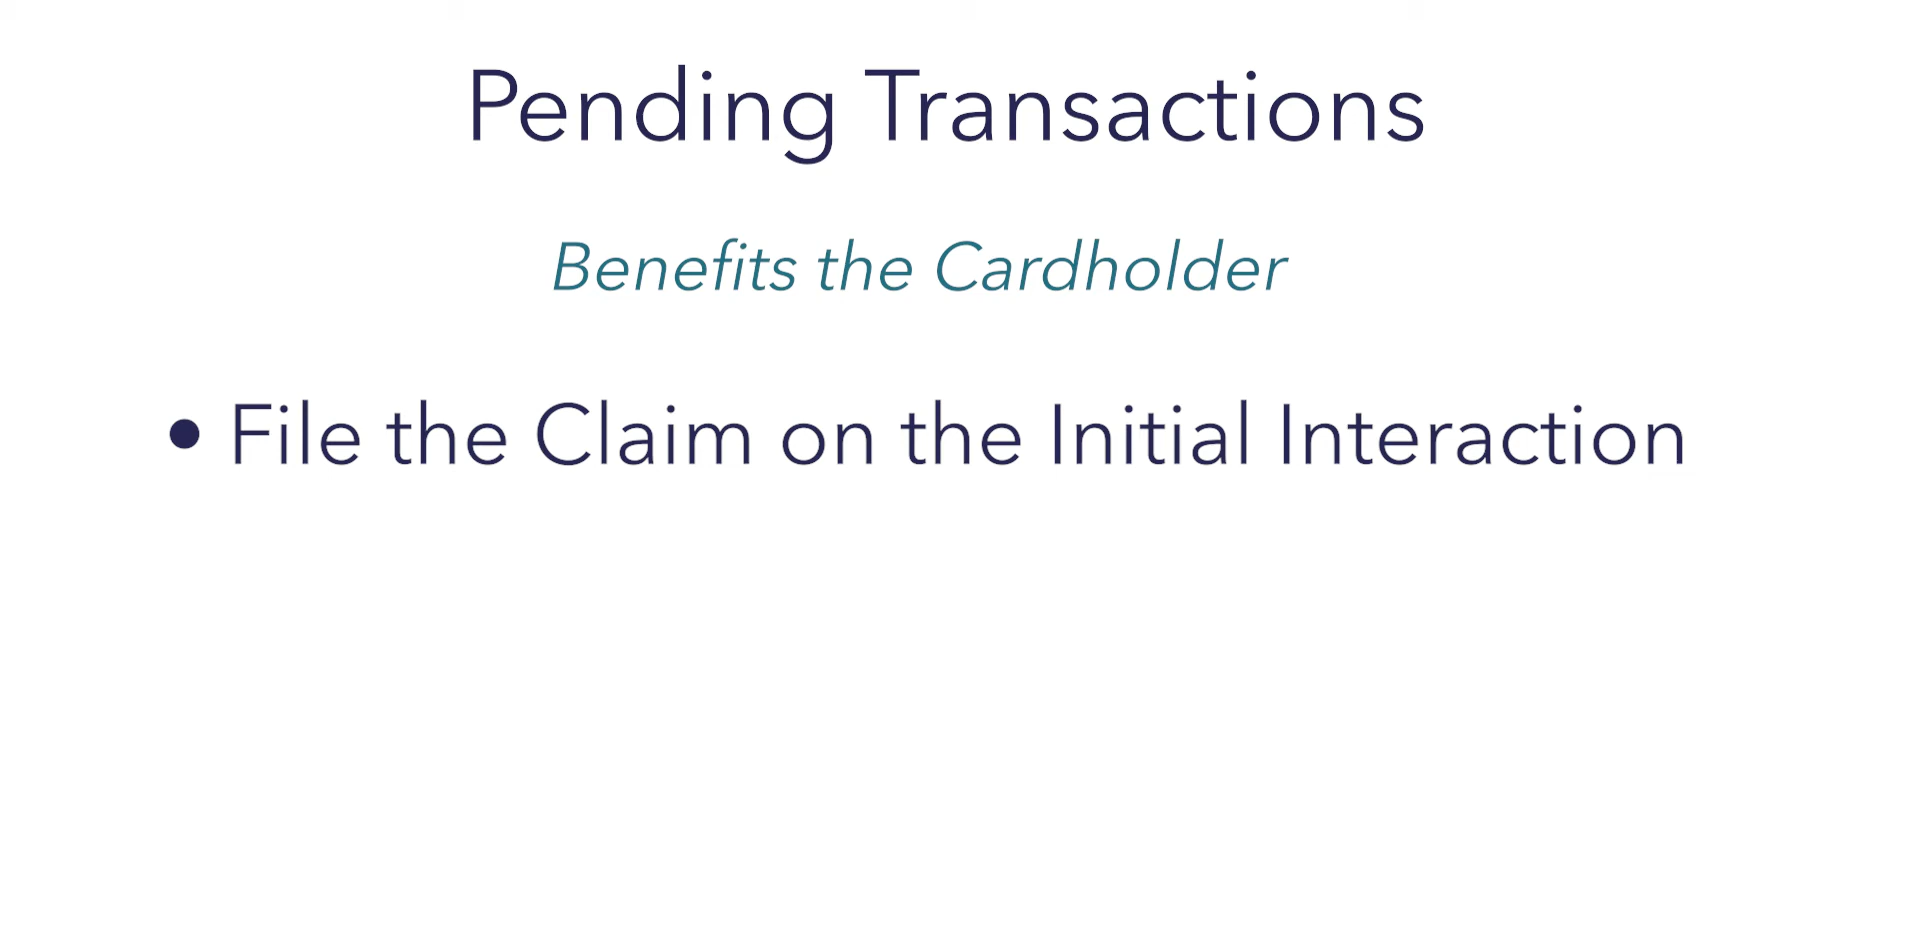 Pending Transactions
Benefits the Cardholder
• File the Claim on the Initial Interaction